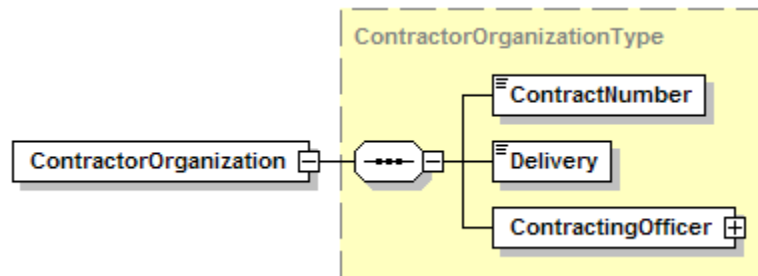 ContractorOrganizationType
ContractNumber
ContractorOrganization
Delivery
ContractingOfficer